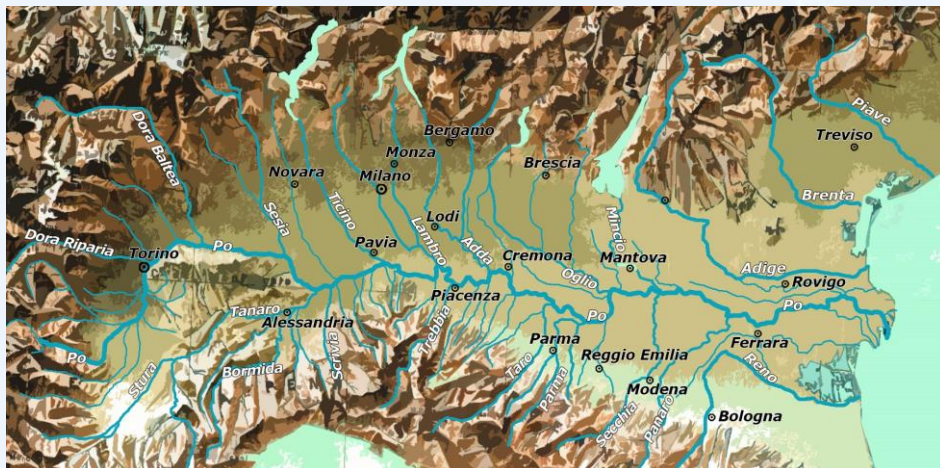 Piave
Treviso
Bergamo
Dora Baltea
Monza
Brescia
Novara
Milano
Brenta
Ticino
Sesia
Lodi
Mincio
Dora Riparia
Po
Pavia
Lambro
Adda
Torino
Cremona
Mantova
Adige
Oglio
Rovigo
Piacenza
Po
Tanaro
Po
Alessandria
Trebbia
Ferrara
Parma
Scrivia
Po
Reggio Emilia
Taro
Reno
Stura
Bormida
Parma
Modena
Secchia
Panaro
Bologna